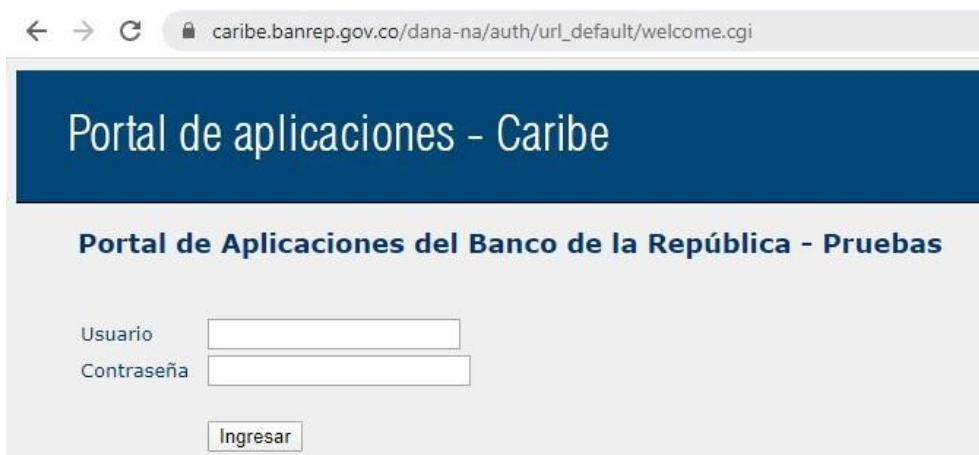 caribe.banrep.gov.co/dana-na/auth/url_default/welcome.cgi
Portal de aplicaciones - Caribe
Portal de Aplicaciones del Banco de la República - Pruebas
Usuario
Contraseña
Ingresar